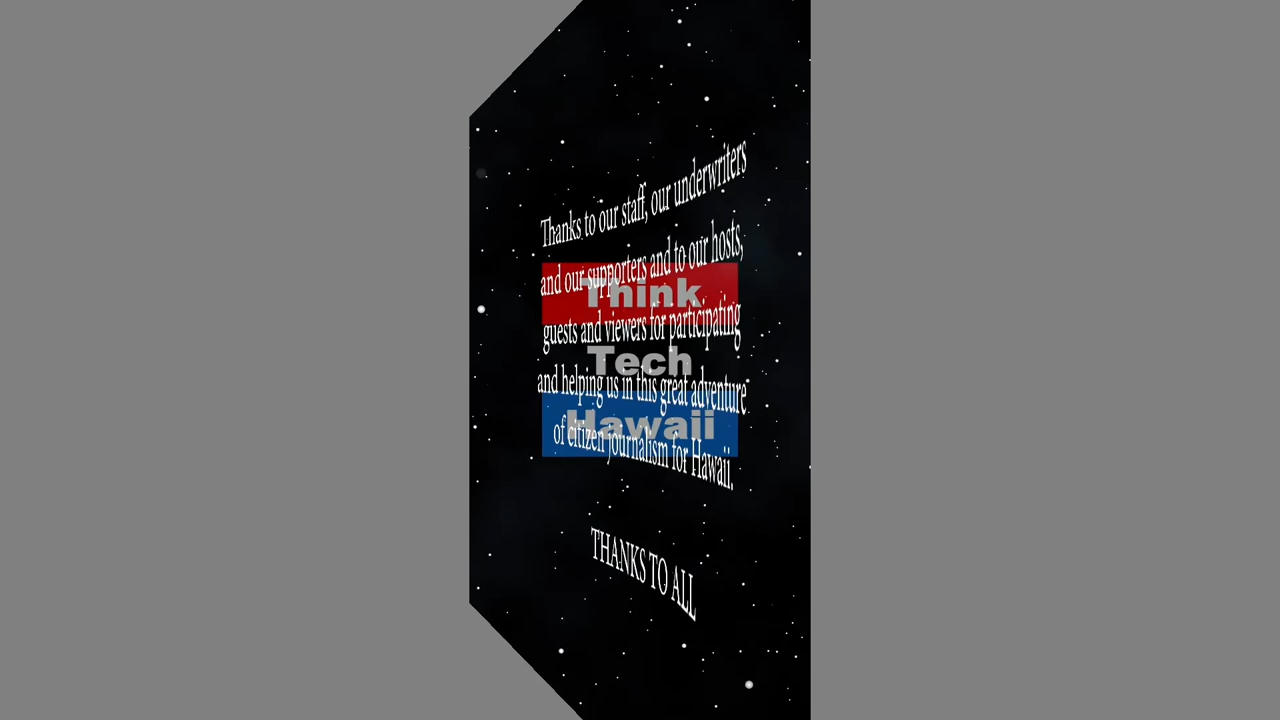 Thanks to our staff, our underwriters
and our supporters and to our hosts,
guests and viewers for participating
and helping us in this great adventure
of citizen journalism for Hawaii.
THANKS TO ALL
Think
Tech
Hawaii